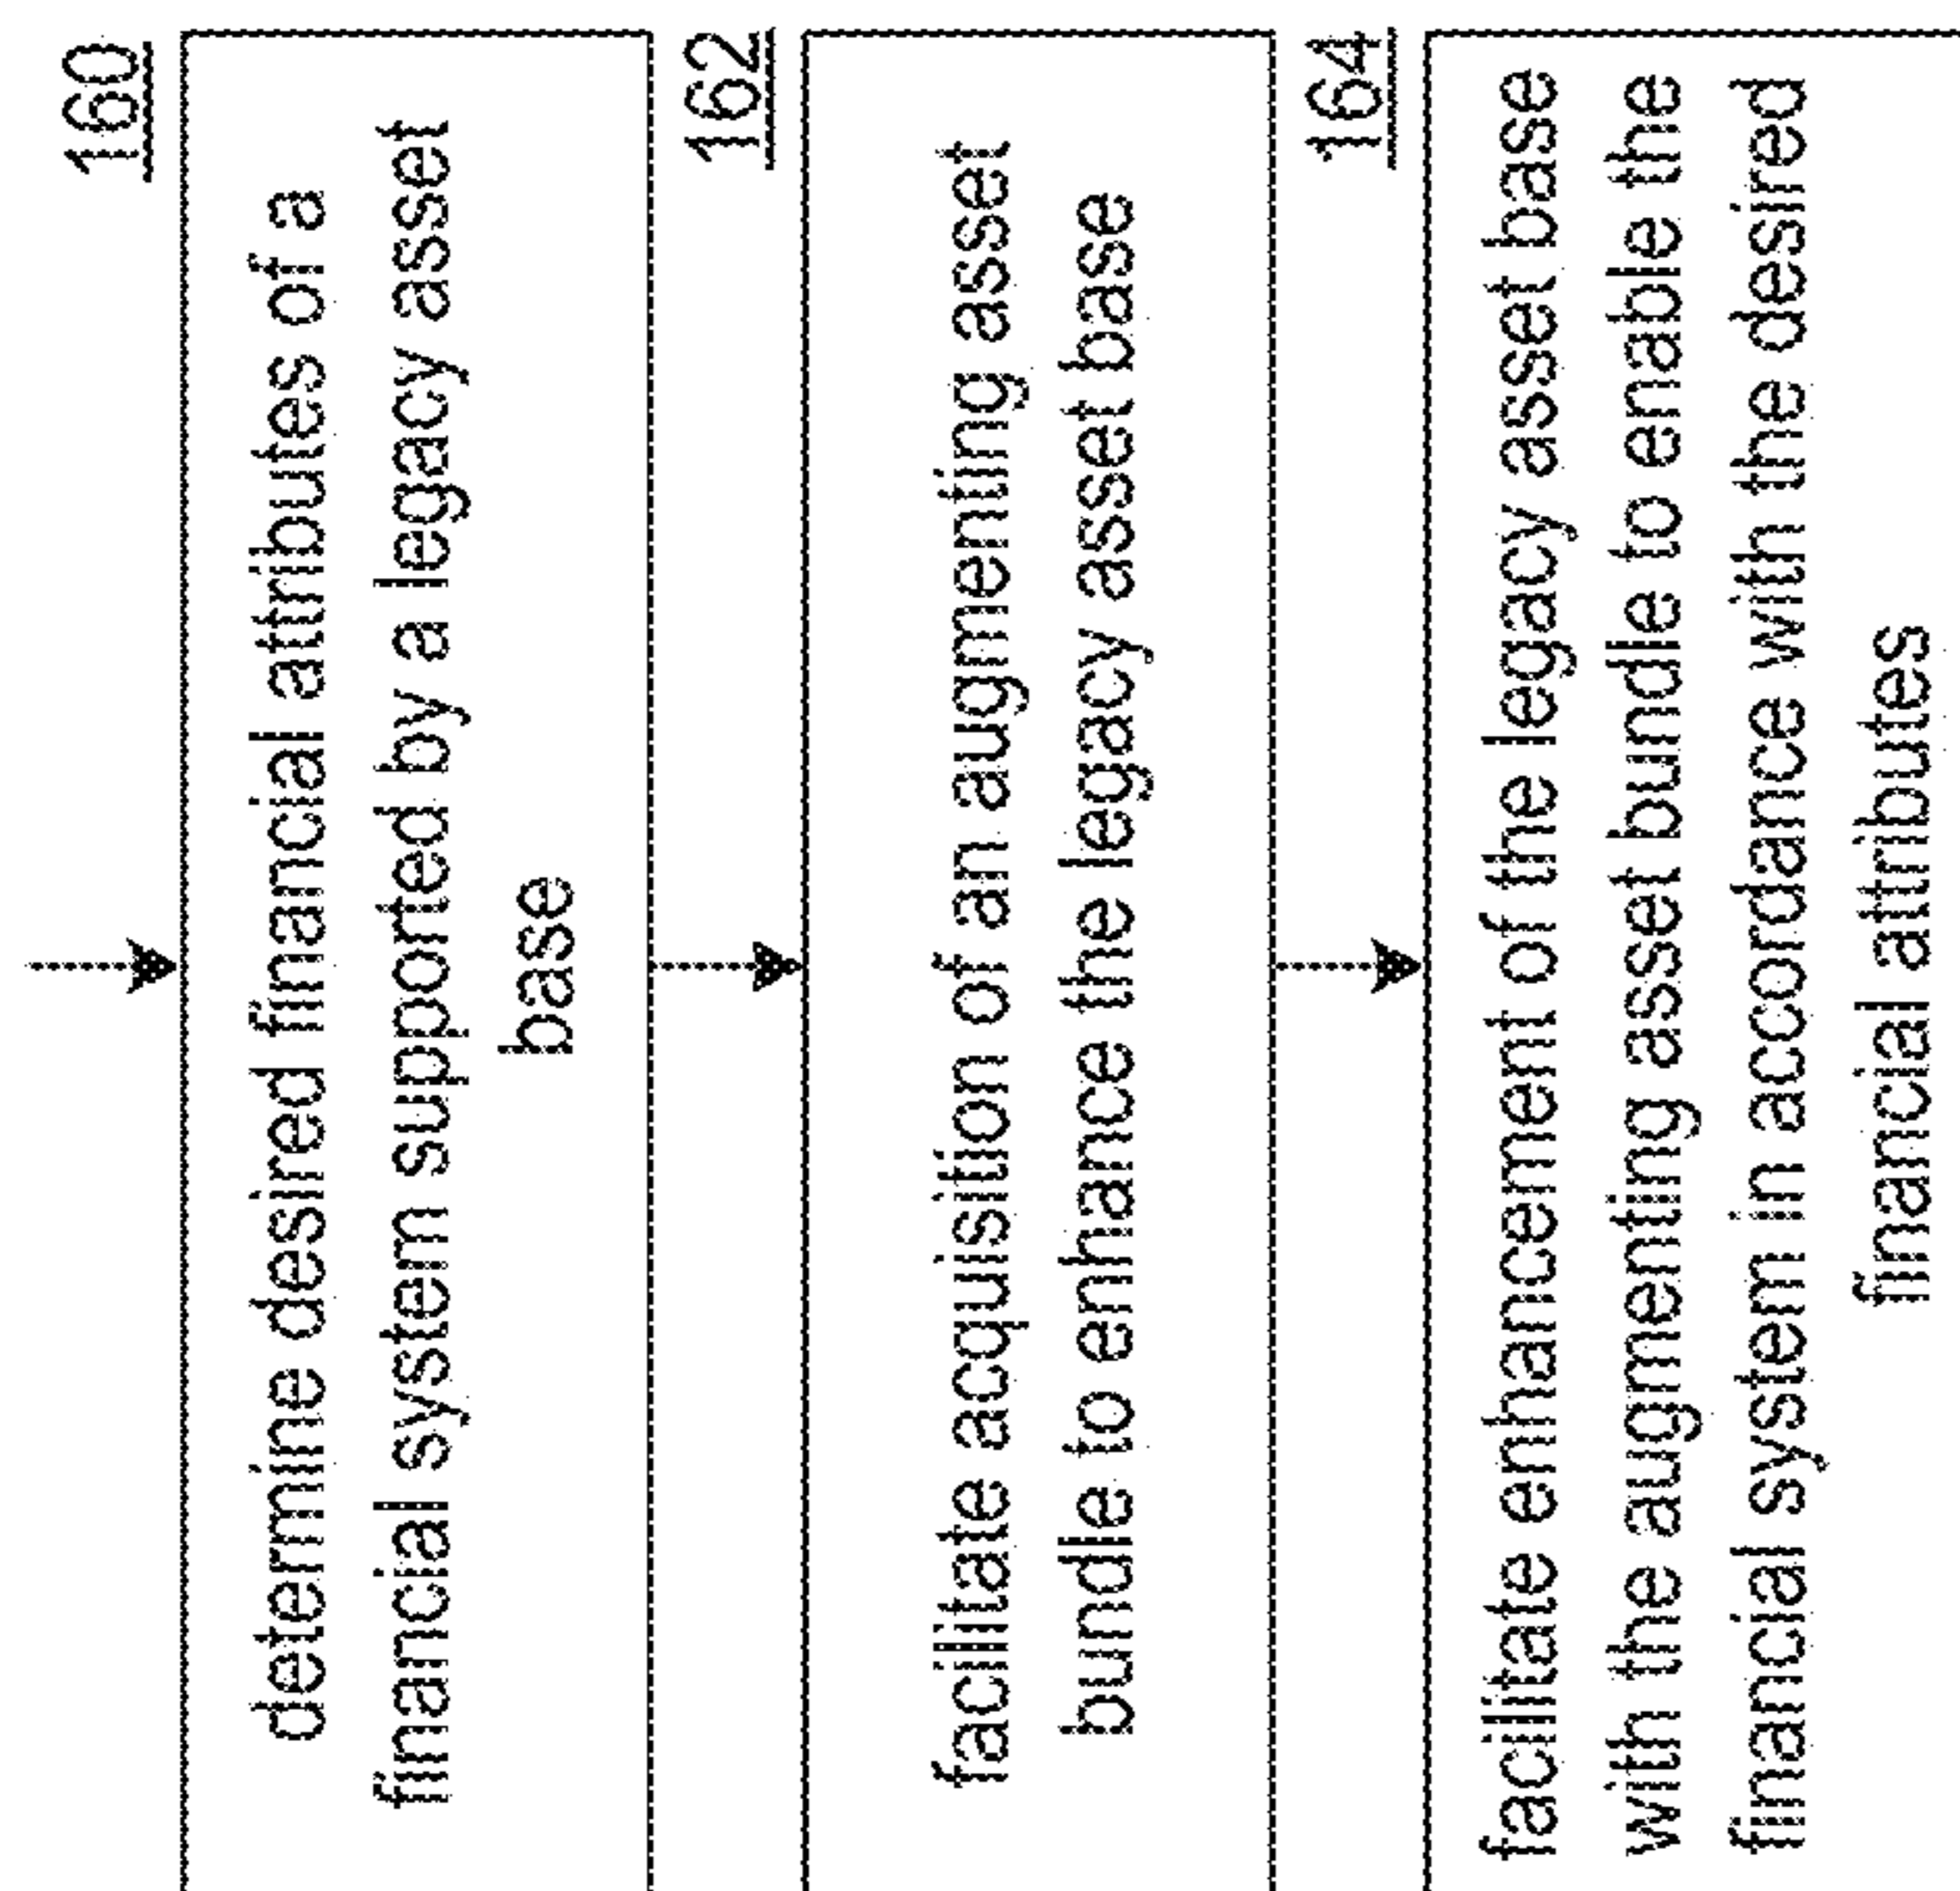 160
determine desired financial attributes of a
financial system supported by a legacy asset
base
162
facilitate acquisition of an augmenting asset
bundle to enhance the legacy asset base
164
facilitate enhancement of the legacy asset base
with the augmenting asset bundle to enable the
financial system in accordance with the desired
financial attributes